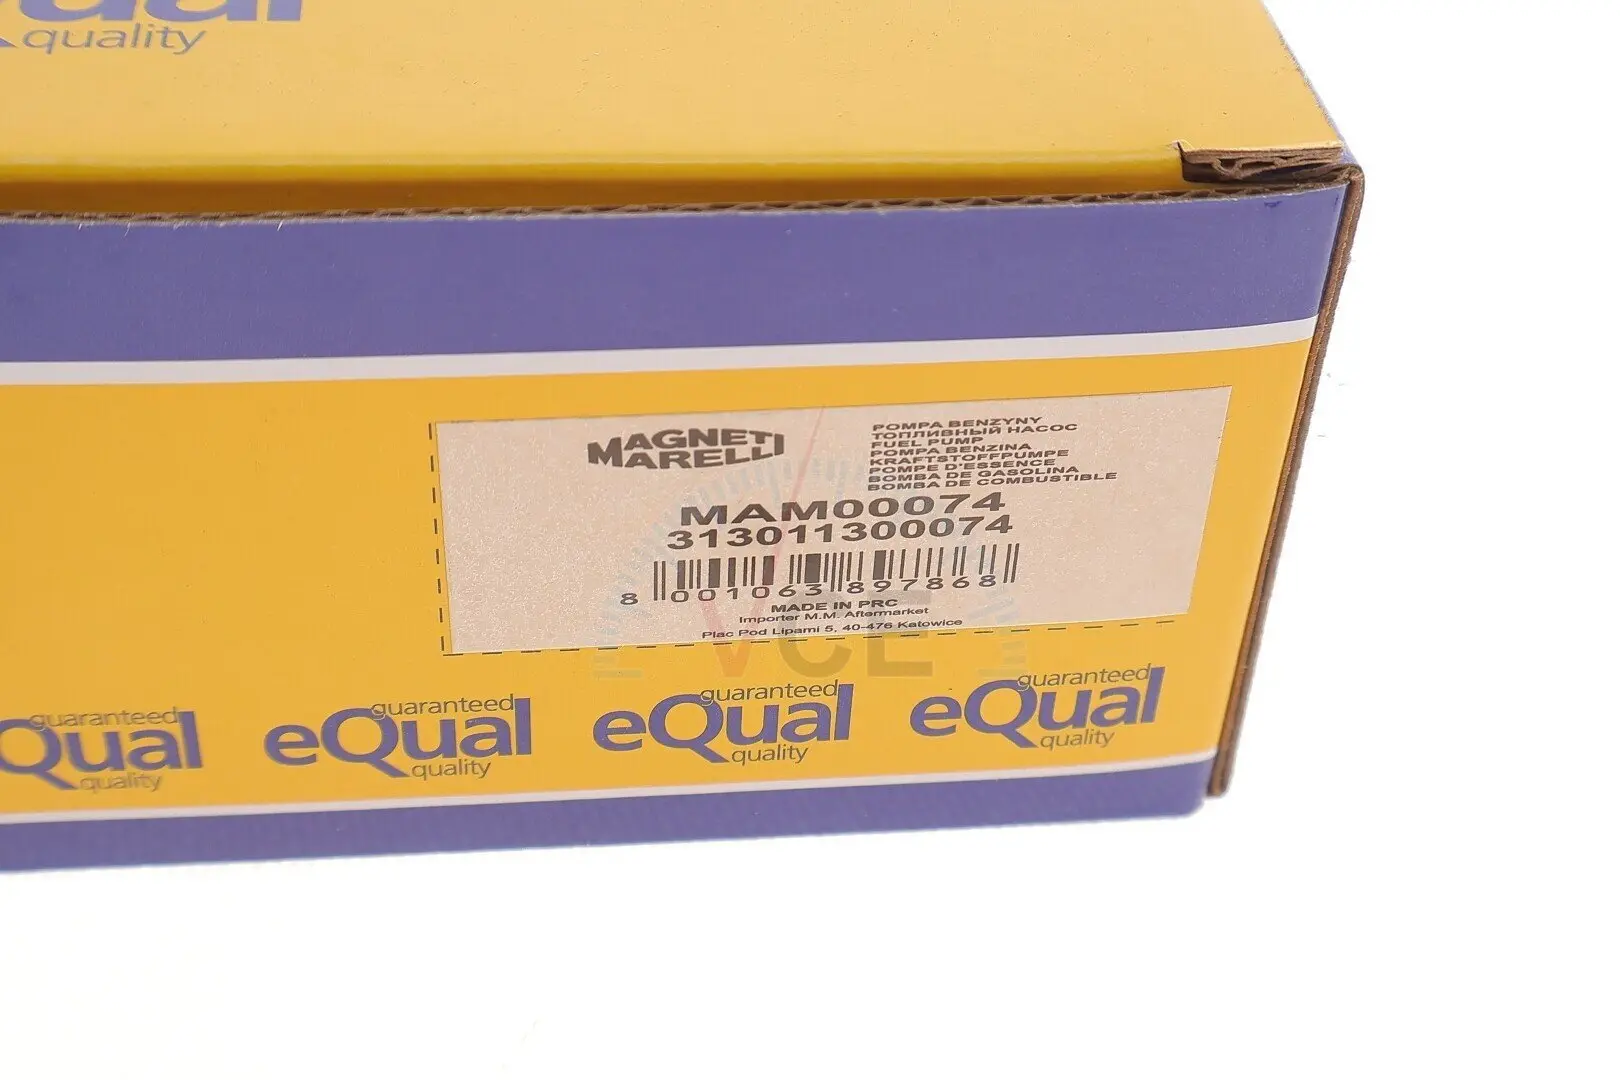 eQual
quality
MAGNETI
MARELLI
POMPA BENZYNY
ТОПЛИВНЫЙ НАСОС
FUEL PUMP
POMPA BENZINA
KRAFTSTOFFPUMPE
POMPE D'ESSENCE
BOMBA DE GASOLINA
BOMBA DE COMBUSTIBLE
MAM00074
313011300074
8 001063 897868
MADE IN PRC
Importer M.M. Aftermarket
Plac Pod Lipami 5, 40-476 Katowice
VCE
guaranteed guaranteed guaranteed guaranteed
Qual eQual eQual eQual
quality quality quality quality